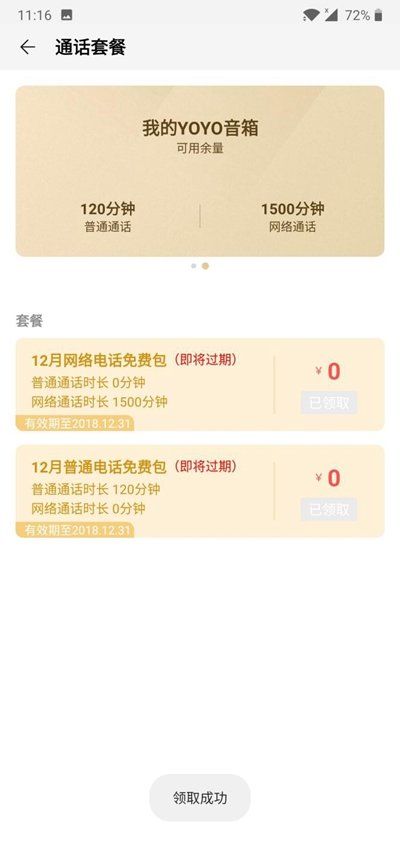 11:16
x
72%
通话套餐
我的YOYO音箱
可用余量
120分钟
1500分钟
普通通话
网络通话
套餐
12月网络电话免费包（即将过期）
普通通话时长 0分钟
网络通话时长 1500分钟
有效期至2018.12.31
¥ 0
已领取
12月普通电话免费包（即将过期）
普通通话时长 120分钟
网络通话时长 0分钟
有效期至2018.12.31
¥ 0
已领取
领取成功